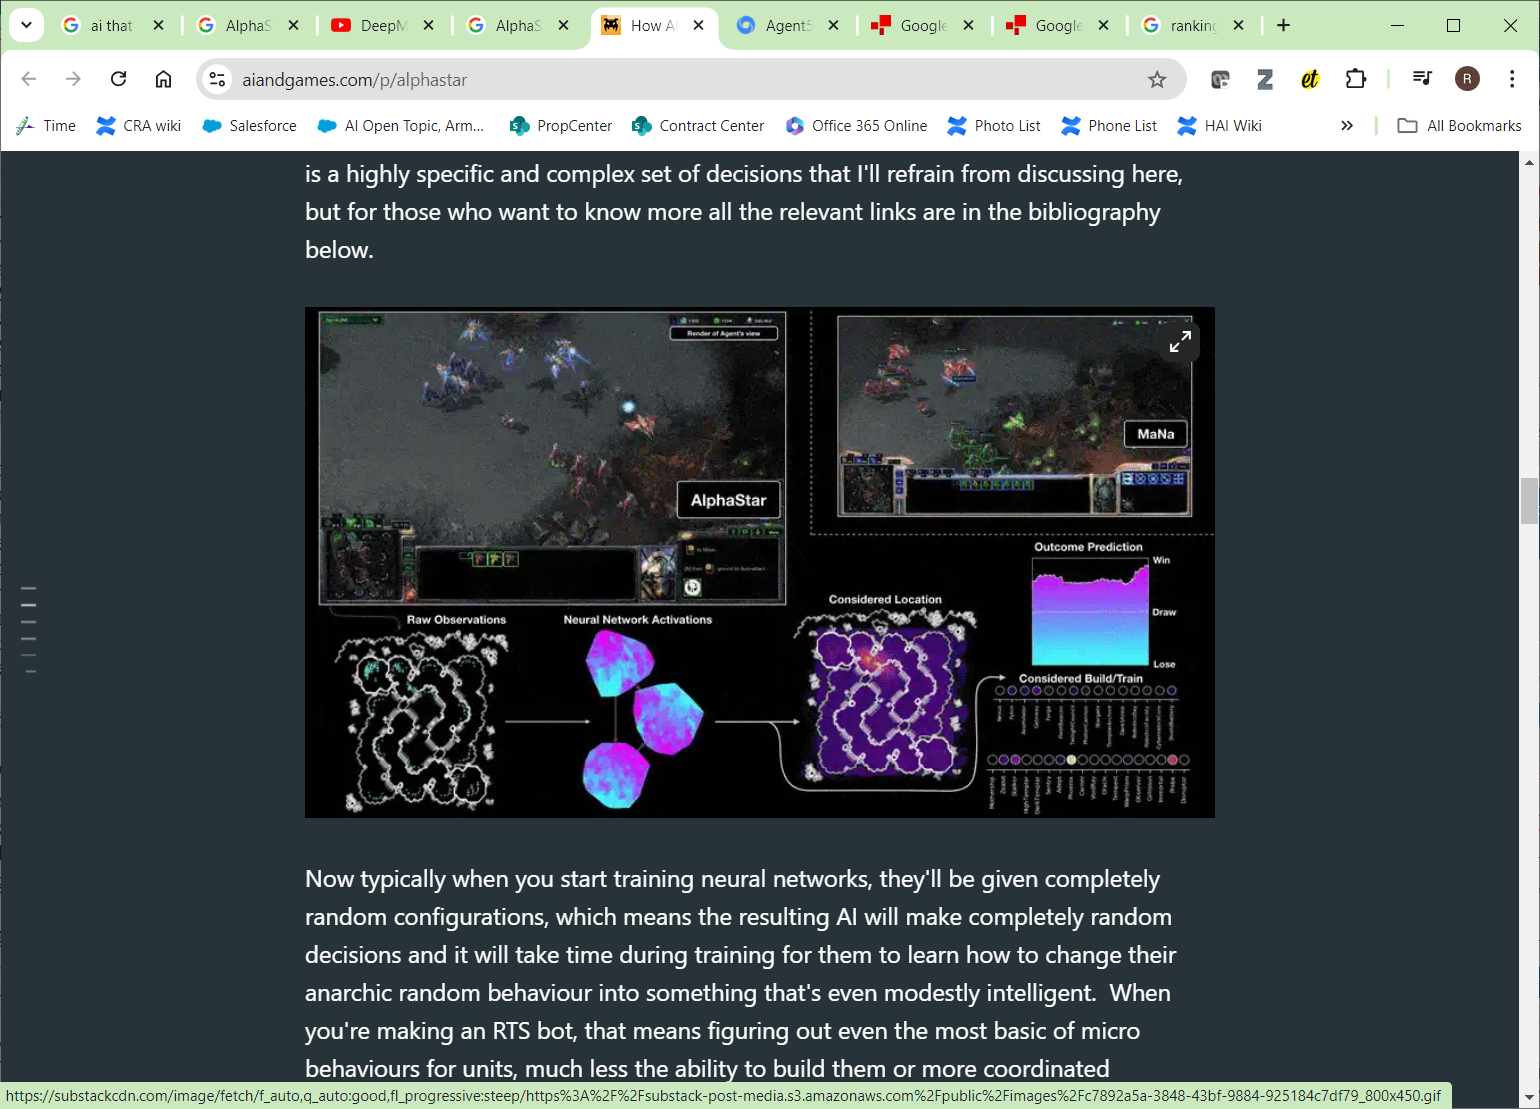 ai that
AlphaS
DeepM
AlphaS
How Al
Agent5
Google
Google
ranking
aiandgames.com/p/alphastar
R
Time
CRA wiki
Salesforce
AI Open Topic, Arm...
PropCenter
Contract Center
Office 365 Online
Photo List
Phone List
HAI Wiki
All Bookmarks
is a highly specific and complex set of decisions that I'll refrain from discussing here,
but for those who want to know more all the relevant links are in the bibliography
below.
Render of Agent's view
AlphaStar
MaNa
Raw Observations
Neural Network Activations
Considered Location
Outcome Prediction
Win
Draw
Lose
Considered Build/Train
Now typically when you start training neural networks, they'll be given completely
random configurations, which means the resulting AI will make completely random
decisions and it will take time during training for them to learn how to change their
anarchic random behaviour into something that's even modestly intelligent.  When
you're making an RTS bot, that means figuring out even the most basic of micro
behaviours for units, much less the ability to build them or more coordinated
https://substackcdn.com/image/fetch/f_auto,q_auto:good,fl_progressive:steep/https%3A%2F%2Fsubstack-post-media.s3.amazonaws.com%2Fpublic%2Fimages%2Fc7892a5a-3848-43bf-9884-925184c7df79_800x450.gif